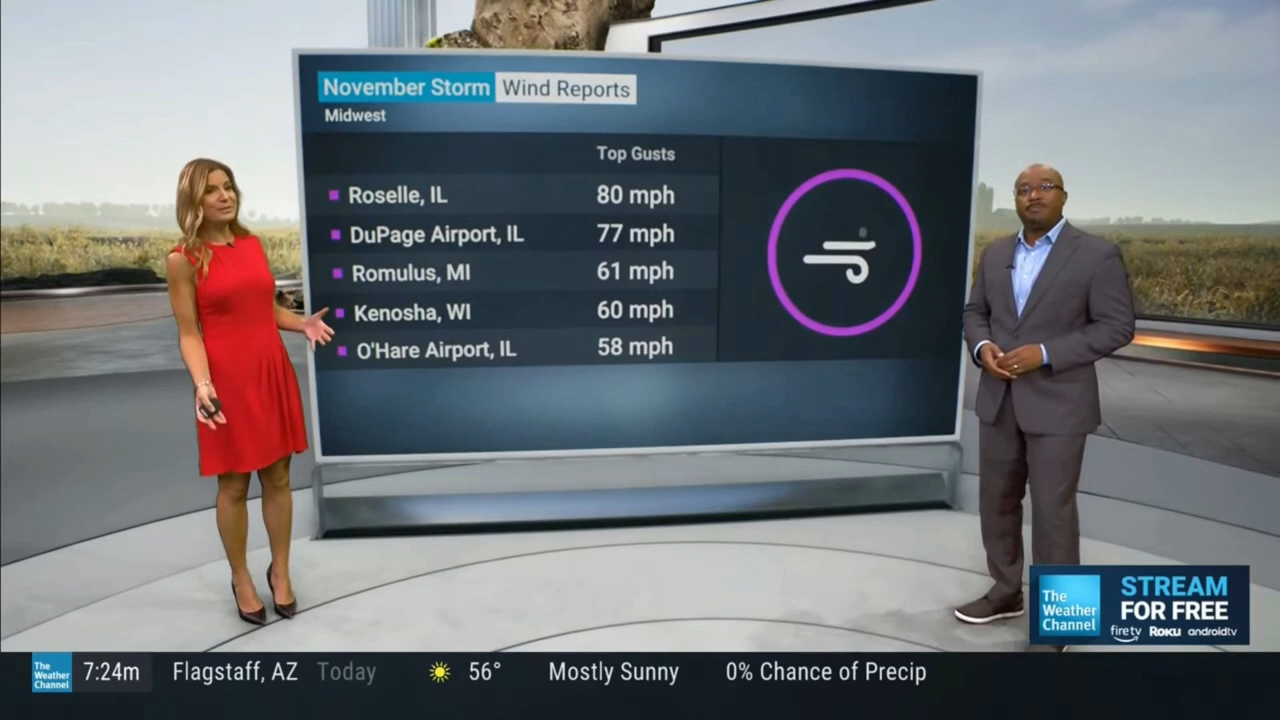 November Storm Wind Reports
Midwest
Top Gusts
Roselle, IL 80 mph
DuPage Airport, IL 77 mph
Romulus, MI 61 mph
Kenosha, WI 60 mph
O'Hare Airport, IL 58 mph
The
Weather
Channel
STREAM
FOR FREE
firetv Roku androidtv
The
Weather
Channel
7:24m Flagstaff, AZ Today 56° Mostly Sunny 0% Chance of Precip